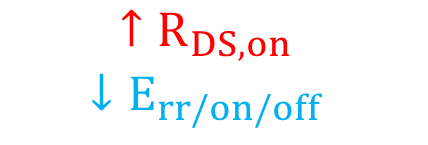 ↑ R_DS,on
↓ E_rr/on/off